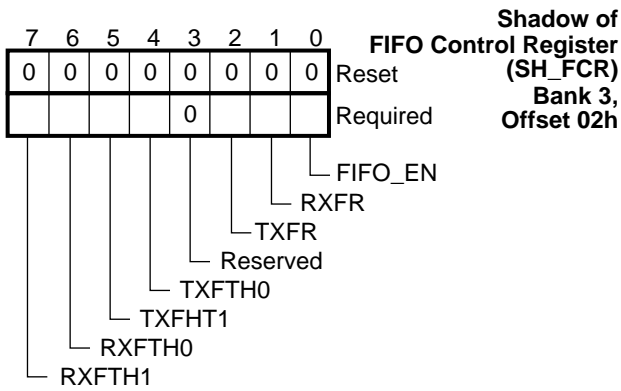 Shadow of
FIFO Control Register
(SH_FCR)
Bank 3,
Offset 02h
7 6 5 4 3 2 1 0
0 0 0 0 0 0 0 0 Reset
0 Required
FIFO_EN
RXFR
TXFR
Reserved
TXFTH0
TXFHT1
RXFTH0
RXFTH1